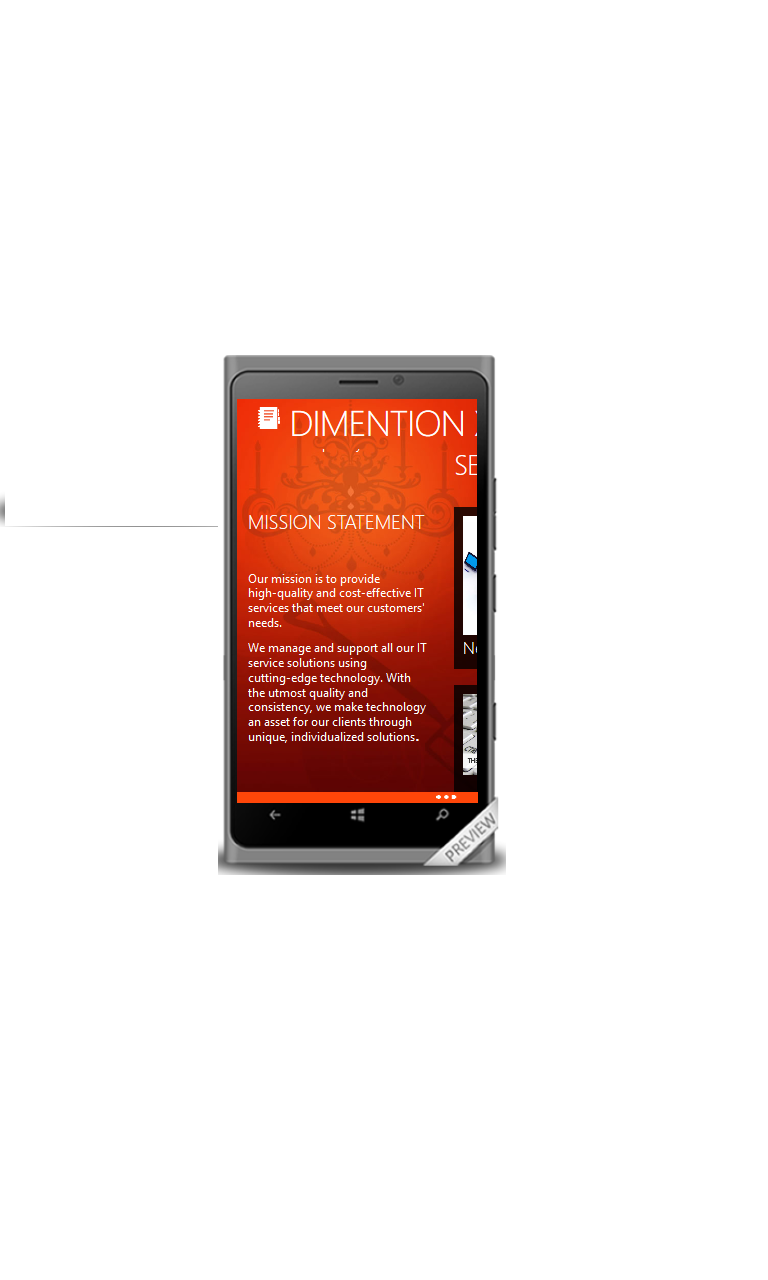 DIMENTION
SE
MISSION STATEMENT
Our mission is to provide
high-quality and cost-effective IT
services that meet our customers'
needs.
We manage and support all our IT
service solutions using
cutting-edge technology. With
the utmost quality and
consistency, we make technology
an asset for our clients through
unique, individualized solutions.
PREVIEW